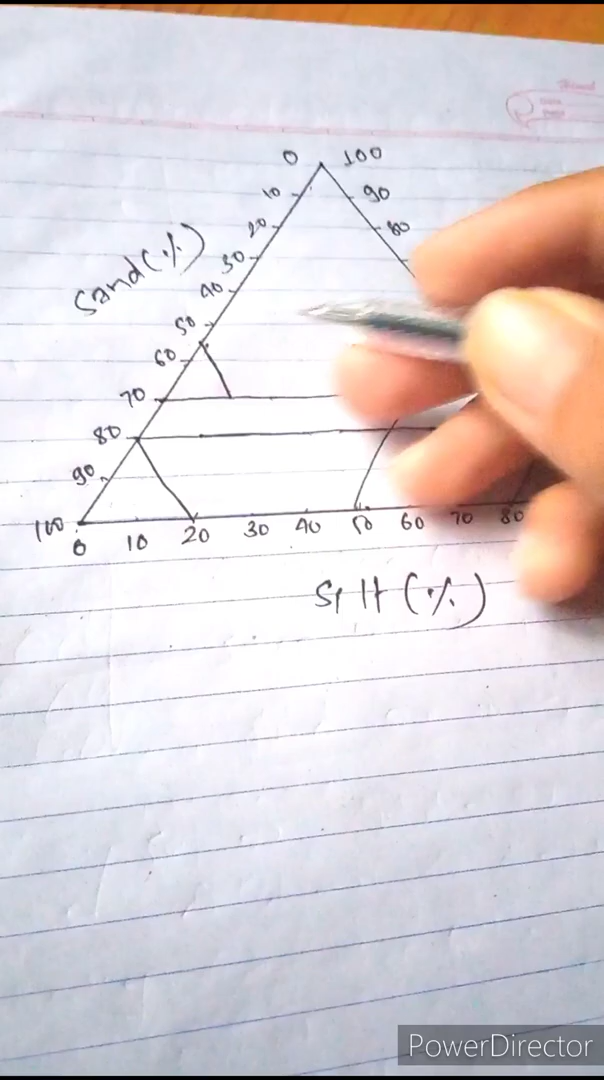 0 100
10 90
20 80
30
Sand (%)
40
50
60
70
80
90
100
0 10 20 30 40 50 60 70 80
Silt (%)
PowerDirector